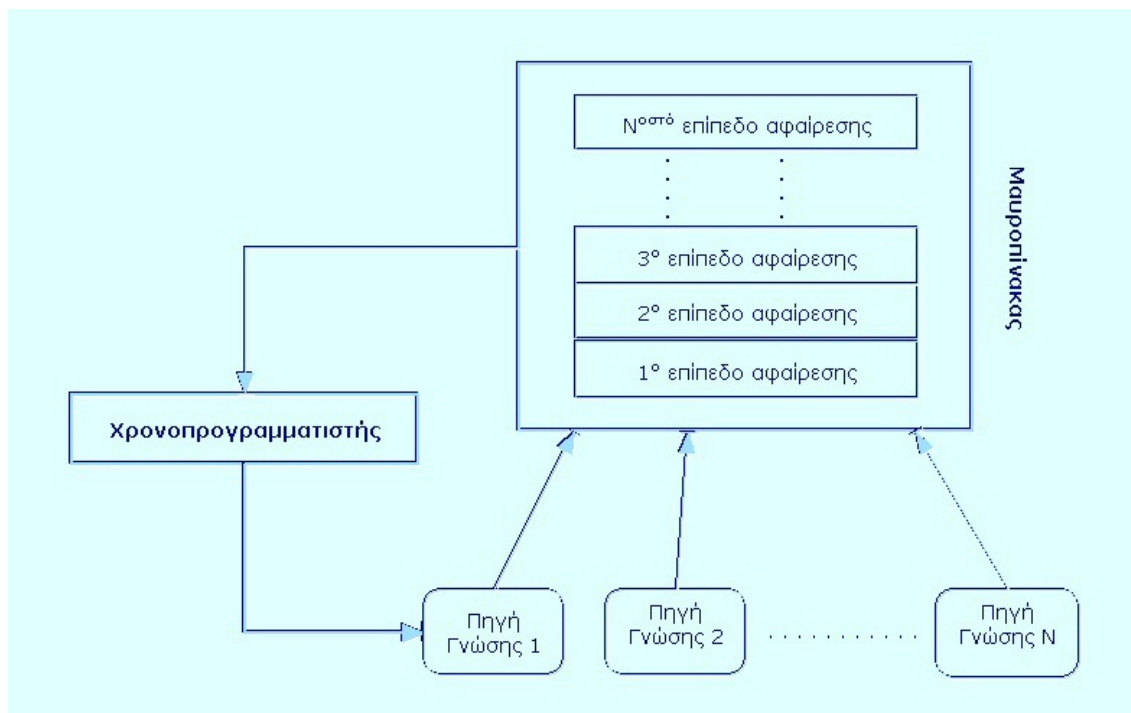 Νοστό επίπεδο αφαίρεσης
3ο επίπεδο αφαίρεσης
2ο επίπεδο αφαίρεσης
1ο επίπεδο αφαίρεσης
Μαυροπίνακας
Χρονοπρογραμματιστής
Πηγή
Γνώσης 1
Πηγή
Γνώσης 2
Πηγή
Γνώσης Ν